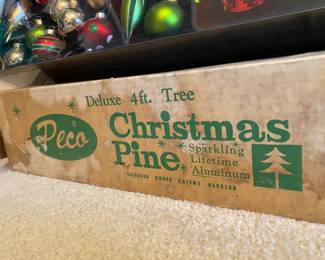 Deluxe 4ft. Tree
Peco
Christmas
Pine
Sparkling
Lifetime
Aluminum